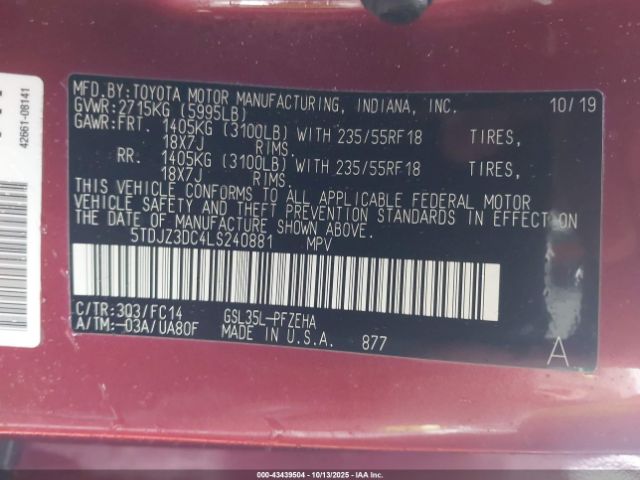 MFD.BY:TOYOTA MOTOR MANUFACTURING, INDIANA, INC. 10/19
GVWR:2715KG (5995LB)
GAWR:FRT. 1405KG (3100LB) WITH 235/55RF18 TIRES,
18X7J RIMS.
RR. 1405KG (3100LB) WITH 235/55RF18 TIRES,
18X7J RIMS.
THIS VEHICLE CONFORMS TO ALL APPLICABLE FEDERAL MOTOR
VEHICLE SAFETY AND THEFT PREVENTION STANDARDS IN EFFECT ON
THE DATE OF MANUFACTURE SHOWN ABOVE.
5TDJZ3DC4LS240881 MPV
C/TR:3Q3/FC14 GSL35L-PFZEHA
A/TM:-03A/UA80F MADE IN U.S.A. 877
A
42661-08141
000-43439504 - 10/13/2025 - IAA Corp.